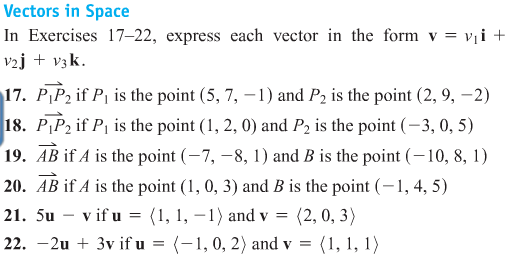 Vectors in Space
In Exercises 17–22, express each vector in the form v = v₁i +
v₂j + v₃k.
17. P₁P₂ if P₁ is the point (5, 7, −1) and P₂ is the point (2, 9, −2)
18. P₁P₂ if P₁ is the point (1, 2, 0) and P₂ is the point (−3, 0, 5)
19. AB if A is the point (−7, −8, 1) and B is the point (−10, 8, 1)
20. AB if A is the point (1, 0, 3) and B is the point (−1, 4, 5)
21. 5u − v if u = ⟨1, 1, −1⟩ and v = ⟨2, 0, 3⟩
22. −2u + 3v if u = ⟨−1, 0, 2⟩ and v = ⟨1, 1, 1⟩